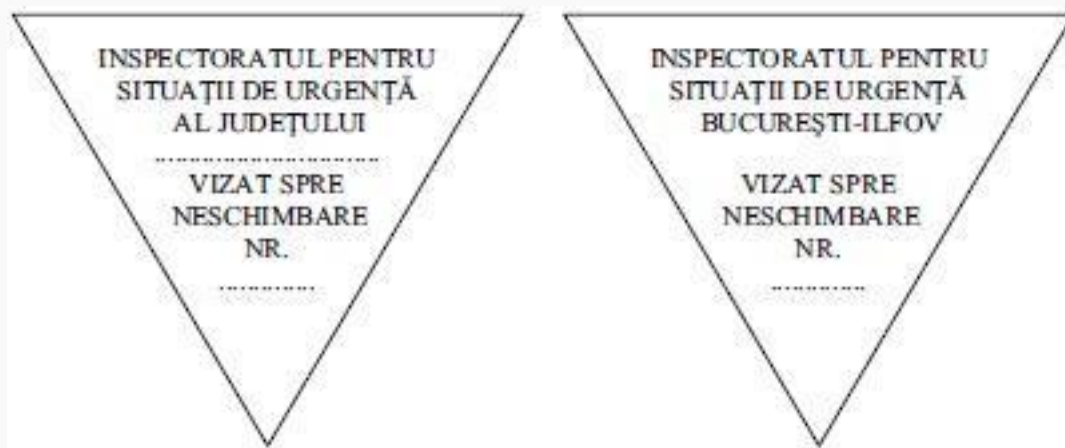 INSPECTORATUL PENTRU
SITUAŢII DE URGENŢĂ
AL JUDEŢULUI
.................................
VIZAT SPRE
NESCHIMBARE
NR.
..............
INSPECTORATUL PENTRU
SITUAŢII DE URGENŢĂ
BUCUREŞTI-ILFOV
VIZAT SPRE
NESCHIMBARE
NR.
..............